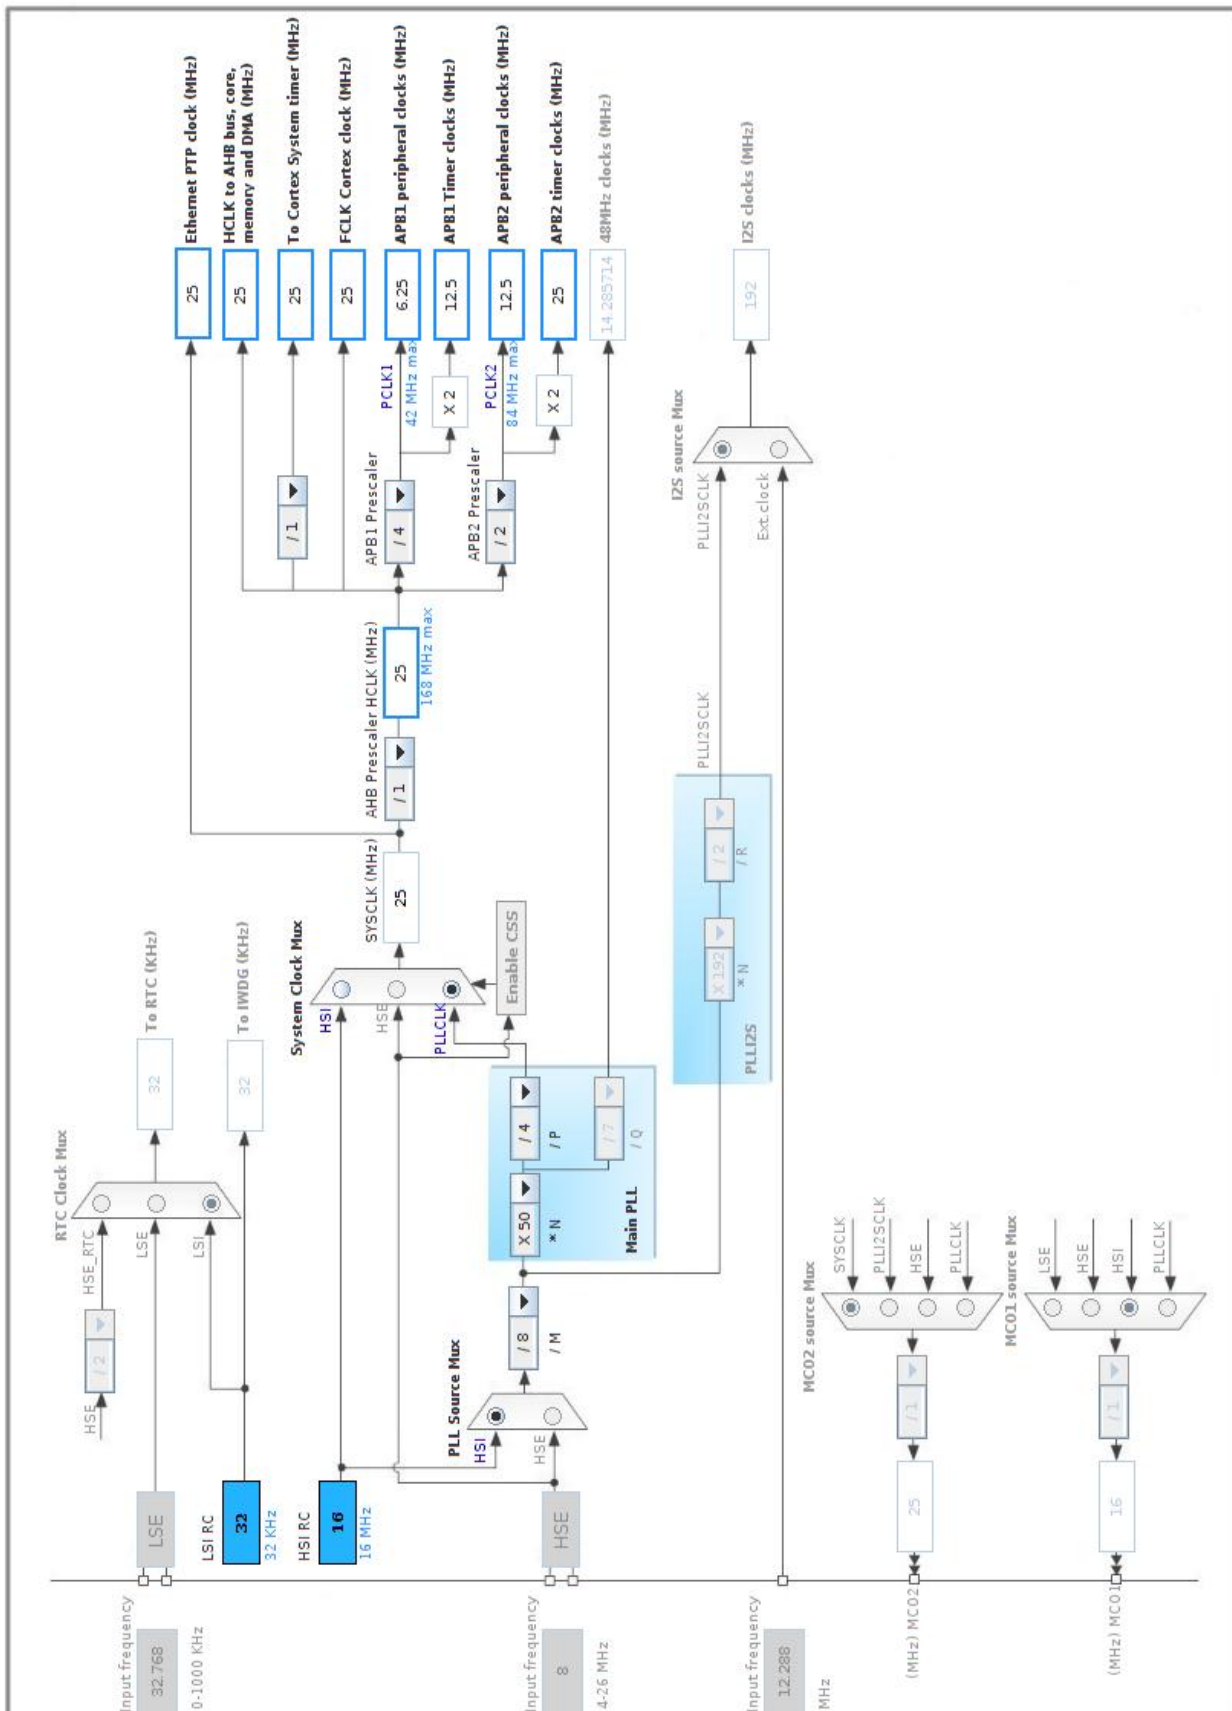 Input frequency
32.768
0-1000 KHz
LSE
HSE
/ 2
HSE_RTC
LSE
LSI
RTC Clock Mux
32
To RTC (KHz)
32
To IWDG (KHz)
LSI RC
32
32 KHz
HSI RC
16
16 MHz
Input frequency
8
4-26 MHz
HSE
PLL Source Mux
HSI
HSE
/ 8
/ M
X 50
* N
/ 4
/ P
/ 7
/ Q
Main PLL
System Clock Mux
HSI
HSE
PLLCLK
Enable CSS
SYSCLK (MHz)
25
AHB Prescaler
/ 1
HCLK (MHz)
25
168 MHz max
/ 1
APB1 Prescaler
/ 4
PCLK1
42 MHz max
X 2
APB2 Prescaler
/ 2
PCLK2
84 MHz max
X 2
25
Ethernet PTP clock (MHz)
25
HCLK to AHB bus, core,
memory and DMA (MHz)
25
To Cortex System timer (MHz)
25
FCLK Cortex clock (MHz)
6.25
APB1 peripheral clocks (MHz)
12.5
APB1 Timer clocks (MHz)
12.5
APB2 peripheral clocks (MHz)
25
APB2 timer clocks (MHz)
14.285714
48MHz clocks (MHz)
PLLI2S
X 192
* N
/ 2
/ R
PLLI2SCLK
I2S source Mux
PLLI2SCLK
Ext.clock
192
I2S clocks (MHz)
Input frequency
12.288
MHz
(MHz) MCO2
25
/ 1
MCO2 source Mux
SYSCLK
PLLI2SCLK
HSE
PLLCLK
(MHz) MCO1
16
/ 1
MCO1 source Mux
LSE
HSE
HSI
PLLCLK